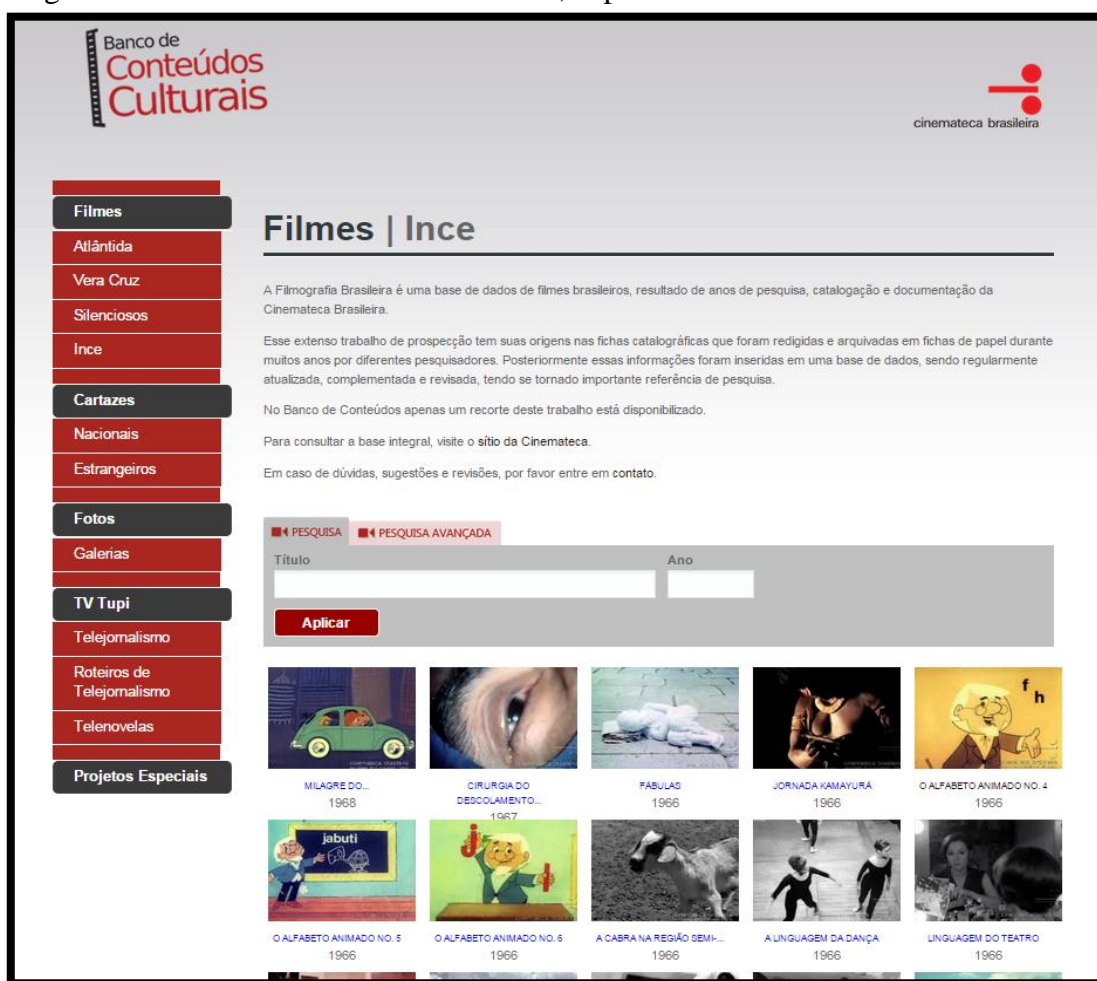 Banco de
Conteúdos
Culturais
cinemateca brasileira
Filmes
Atlântida
Vera Cruz
Silenciosos
Ince
Cartazes
Nacionais
Estrangeiros
Fotos
Galerias
TV Tupi
Telejornalismo
Roteiros de
Telejornalismo
Telenovelas
Projetos Especiais
Filmes | Ince
A Filmografia Brasileira é uma base de dados de filmes brasileiros, resultado de anos de pesquisa, catalogação e documentação da
Cinemateca Brasileira.
Esse extenso trabalho de prospecção tem suas origens nas fichas catalográficas que foram redigidas e arquivadas em fichas de papel durante
muitos anos por diferentes pesquisadores. Posteriormente essas informações foram inseridas em uma base de dados, sendo regularmente
atualizada, complementada e revisada, tendo se tornado importante referência de pesquisa.
No Banco de Conteúdos apenas um recorte deste trabalho está disponibilizado.
Para consultar a base integral, visite o sítio da Cinemateca.
Em caso de dúvidas, sugestões e revisões, por favor entre em contato.
PESQUISA PESQUISA AVANÇADA
Título Ano
Aplicar
f h
MILAGRE DO...
1968
CIRURGIA DO
DESCOLAMENTO...
1967
FÁBULAS
1966
JORNADA KAMAYURÁ
1966
O ALFABETO ANIMADO NO. 4
1966
jabuti
j
O ALFABETO ANIMADO NO. 5
1966
O ALFABETO ANIMADO NO. 6
1966
A CABRA NA REGIÃO SEMI-...
1966
A LINGUAGEM DA DANÇA
1966
LINGUAGEM DO TEATRO
1966